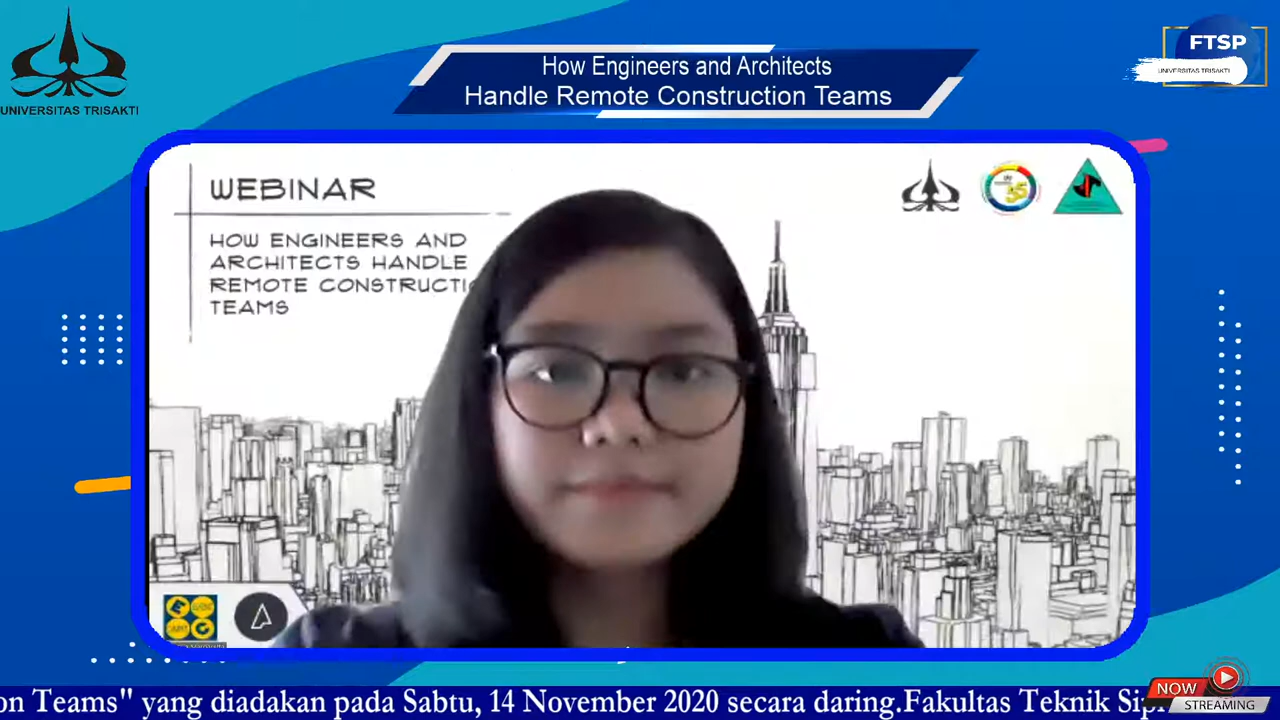 UNIVERSITAS TRISAKTI
How Engineers and Architects
Handle Remote Construction Teams
FTSP
UNIVERSITAS TRISAKTI
WEBINAR
HOW ENGINEERS AND
ARCHITECTS HANDLE
REMOTE CONSTRUCTIO
TEAMS
on Teams" yang diadakan pada Sabtu, 14 November 2020 secara daring.Fakultas Teknik Sip
NOW
STREAMING